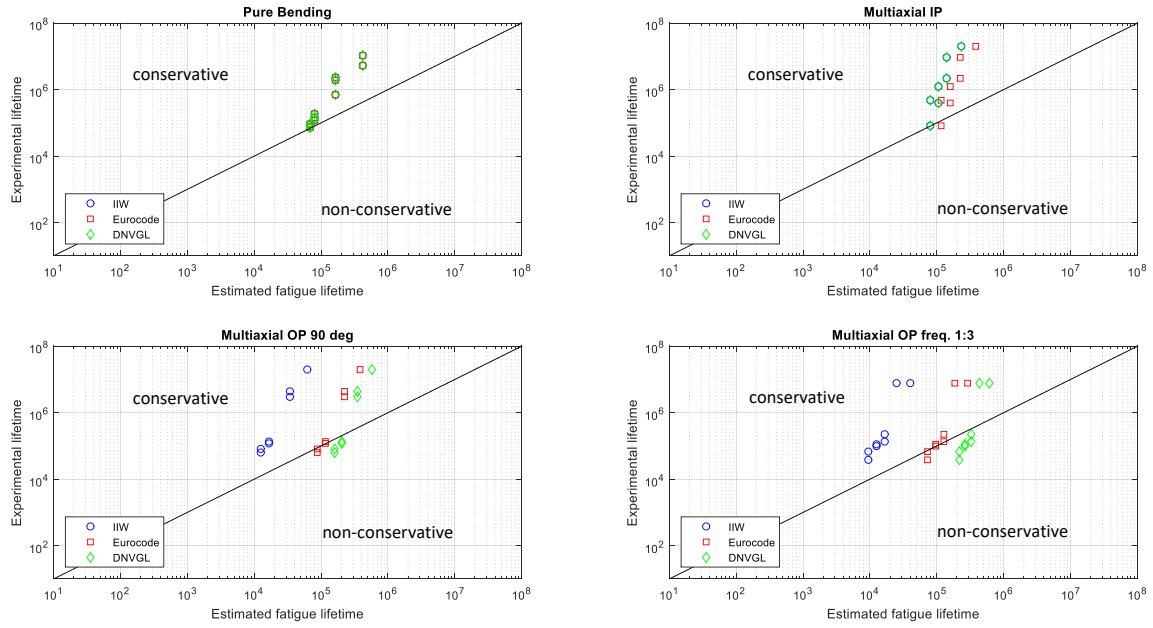 Pure Bending
Experimental lifetime
10^8
10^6
10^4
10^2
conservative
non-conservative
IIW
Eurocode
DNVGL
10^1 10^2 10^3 10^4 10^5 10^6 10^7 10^8
Estimated fatigue lifetime
Multiaxial IP
Experimental lifetime
10^8
10^6
10^4
10^2
conservative
non-conservative
IIW
Eurocode
DNVGL
10^1 10^2 10^3 10^4 10^5 10^6 10^7 10^8
Estimated fatigue lifetime
Multiaxial OP 90 deg
Experimental lifetime
10^8
10^6
10^4
10^2
conservative
non-conservative
IIW
Eurocode
DNVGL
10^1 10^2 10^3 10^4 10^5 10^6 10^7 10^8
Estimated fatigue lifetime
Multiaxial OP freq. 1:3
Experimental lifetime
10^8
10^6
10^4
10^2
conservative
non-conservative
IIW
Eurocode
DNVGL
10^1 10^2 10^3 10^4 10^5 10^6 10^7 10^8
Estimated fatigue lifetime